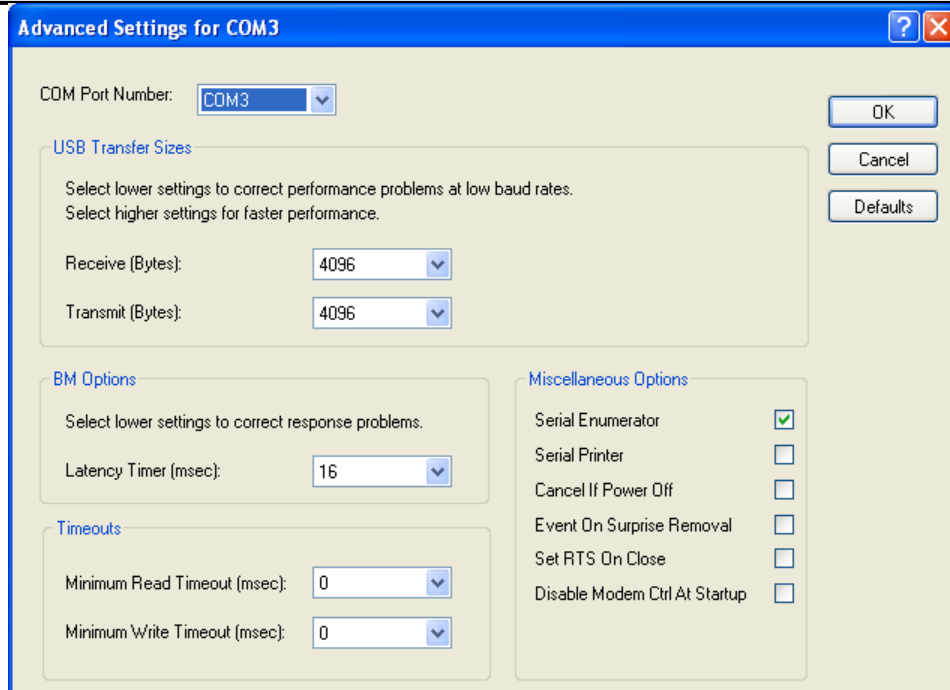 Advanced Settings for COM3
COM Port Number:
COM3
OK
Cancel
Defaults
USB Transfer Sizes
Select lower settings to correct performance problems at low baud rates.
Select higher settings for faster performance.
Receive (Bytes):
4096
Transmit (Bytes):
4096
BM Options
Select lower settings to correct response problems.
Latency Timer (msec):
16
Timeouts
Minimum Read Timeout (msec):
0
Minimum Write Timeout (msec):
0
Miscellaneous Options
Serial Enumerator
Serial Printer
Cancel If Power Off
Event On Surprise Removal
Set RTS On Close
Disable Modem Ctrl At Startup